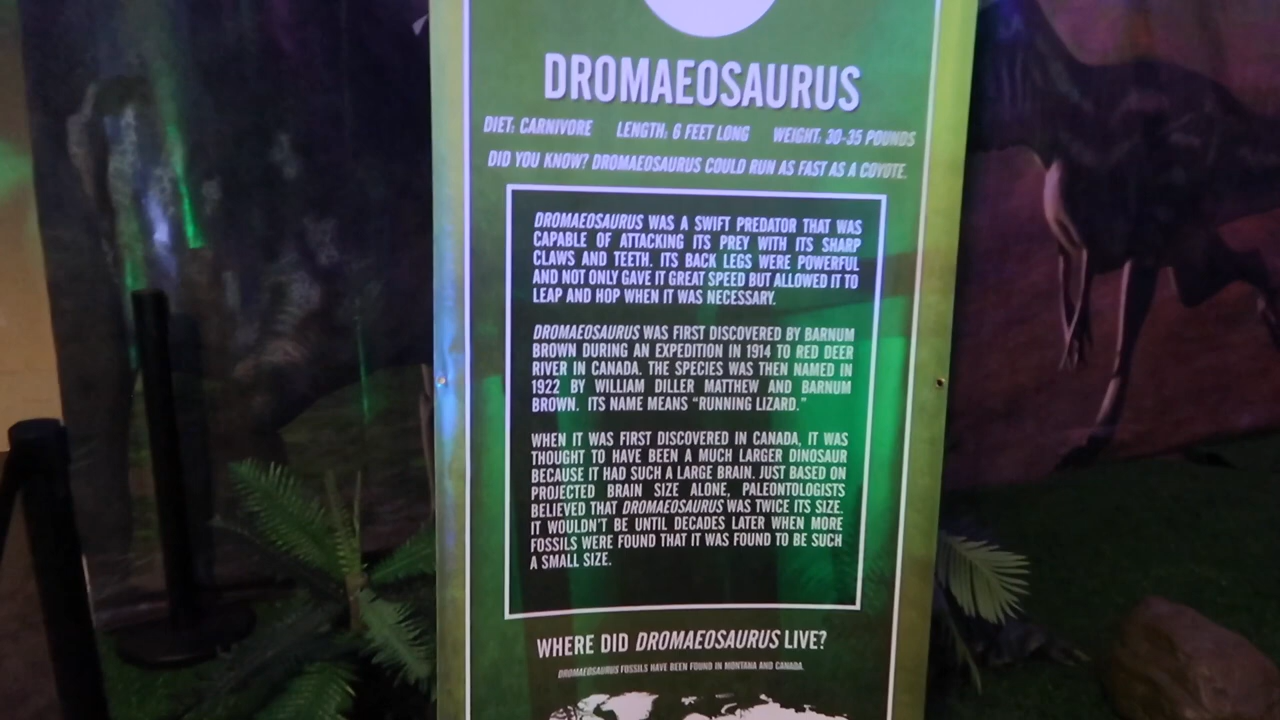 DROMAEOSAURUS
DIET: CARNIVORE LENGTH: 6 FEET LONG WEIGHT: 30-35 POUNDS
DID YOU KNOW? DROMAEOSAURUS COULD RUN AS FAST AS A COYOTE.
DROMAEOSAURUS WAS A SWIFT PREDATOR THAT WAS
CAPABLE OF ATTACKING ITS PREY WITH ITS SHARP
CLAWS AND TEETH. ITS BACK LEGS WERE POWERFUL
AND NOT ONLY GAVE IT GREAT SPEED BUT ALLOWED IT TO
LEAP AND HOP WHEN IT WAS NECESSARY.
DROMAEOSAURUS WAS FIRST DISCOVERED BY BARNUM
BROWN DURING AN EXPEDITION IN 1914 TO RED DEER
RIVER IN CANADA. THE SPECIES WAS THEN NAMED IN
1922 BY WILLIAM DILLER MATTHEW AND BARNUM
BROWN. ITS NAME MEANS “RUNNING LIZARD.”
WHEN IT WAS FIRST DISCOVERED IN CANADA, IT WAS
THOUGHT TO HAVE BEEN A MUCH LARGER DINOSAUR
BECAUSE IT HAD SUCH A LARGE BRAIN. JUST BASED ON
PROJECTED BRAIN SIZE ALONE, PALEONTOLOGISTS
BELIEVED THAT DROMAEOSAURUS WAS TWICE ITS SIZE.
IT WOULDN'T BE UNTIL DECADES LATER WHEN MORE
FOSSILS WERE FOUND THAT IT WAS FOUND TO BE SUCH
A SMALL SIZE.
WHERE DID DROMAEOSAURUS LIVE?
DROMAEOSAURUS FOSSILS HAVE BEEN FOUND IN MONTANA AND CANADA.